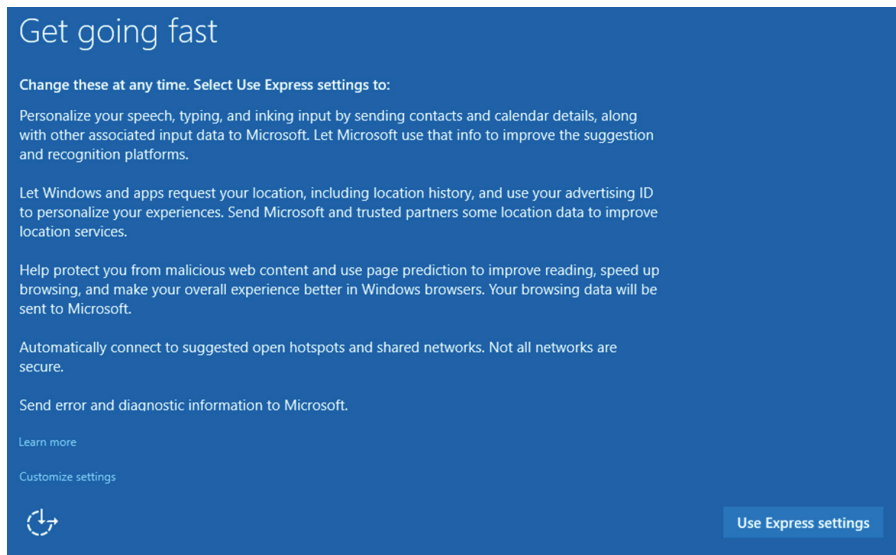 Get going fast
Change these at any time. Select Use Express settings to:
Personalize your speech, typing, and inking input by sending contacts and calendar details, along
with other associated input data to Microsoft. Let Microsoft use that info to improve the suggestion
and recognition platforms.
Let Windows and apps request your location, including location history, and use your advertising ID
to personalize your experiences. Send Microsoft and trusted partners some location data to improve
location services.
Help protect you from malicious web content and use page prediction to improve reading, speed up
browsing, and make your overall experience better in Windows browsers. Your browsing data will be
sent to Microsoft.
Automatically connect to suggested open hotspots and shared networks. Not all networks are
secure.
Send error and diagnostic information to Microsoft.
Learn more
Customize settings
Use Express settings